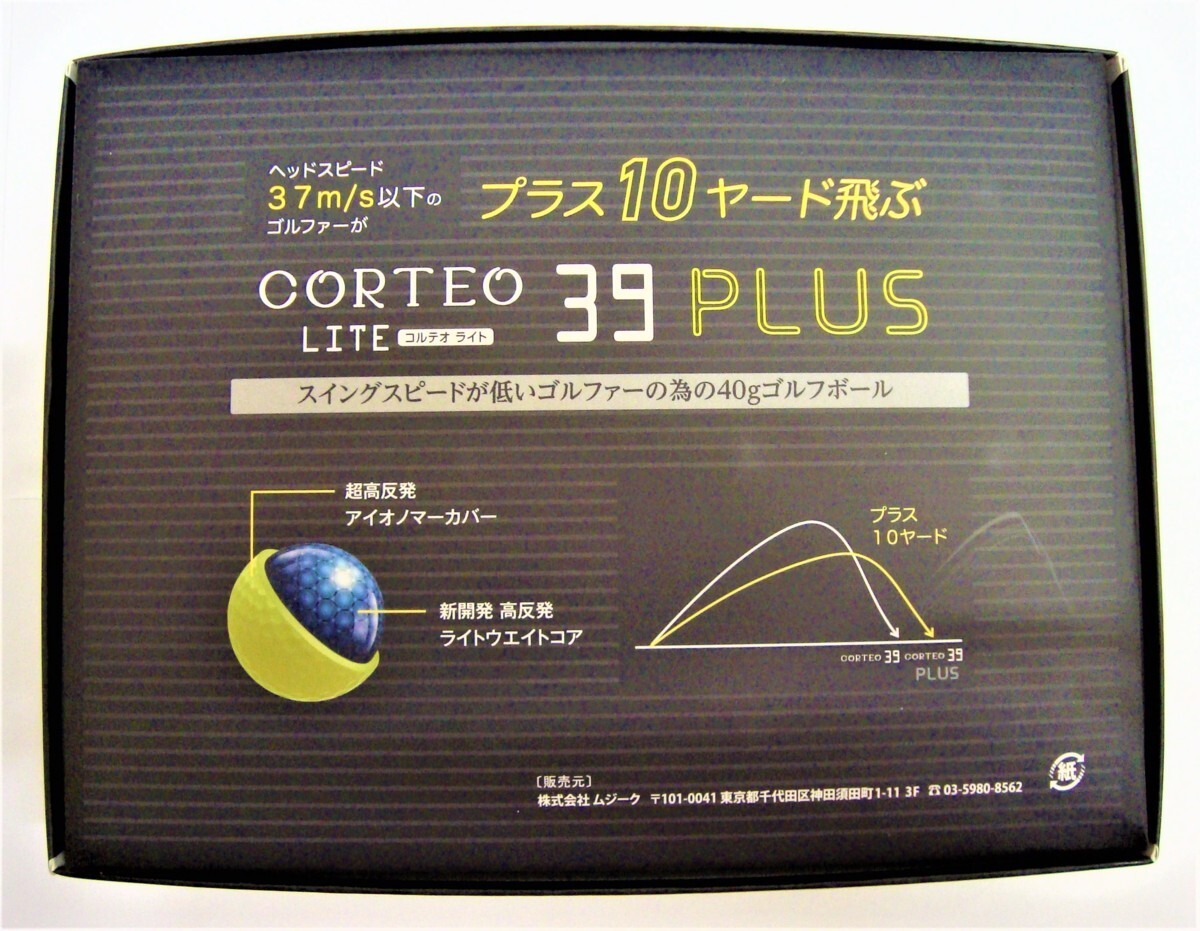 ヘッドスピード
37m/s以下の
ゴルファーが
プラス10ヤード飛ぶ
CORTEO 39 PLUS
LITE コルテオ ライト
スイングスピードが低いゴルファーの為の40gゴルフボール
超高反発
アイオノマーカバー
新開発 高反発
ライトウエイトコア
プラス
10ヤード
CORTEO 39 CORTEO 39
PLUS
〔販売元〕
株式会社 ムジーク 〒101-0041 東京都千代田区神田須田町1-11 3F ☎03-5980-8562
紙